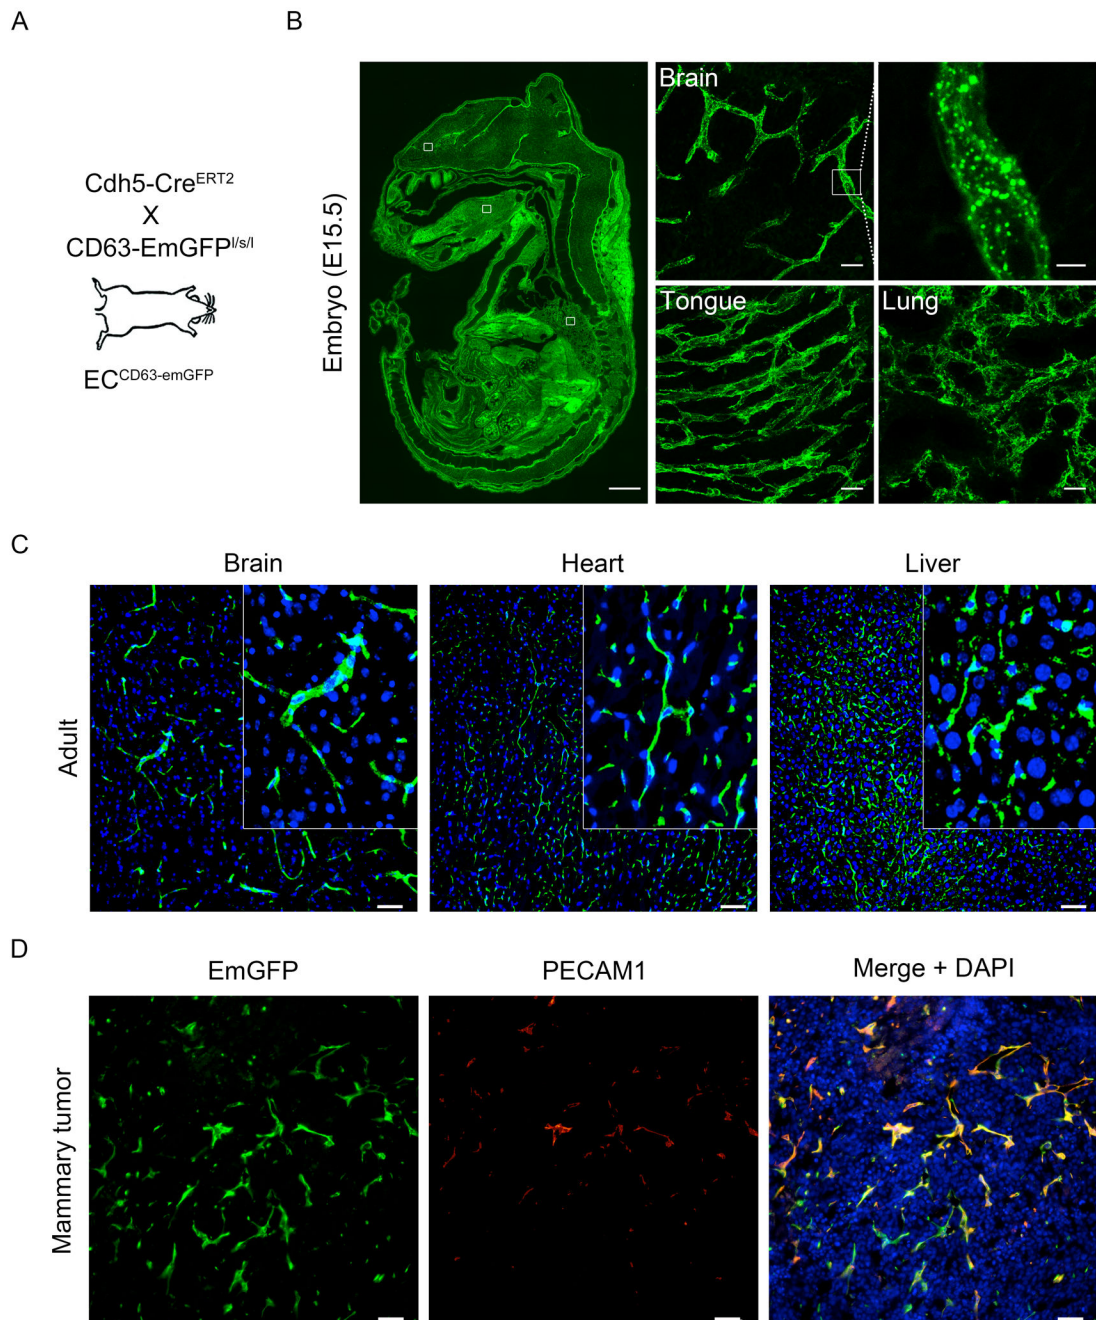 A
Cdh5-Cre^ERT2
X
CD63-EmGFP^l/s/l
EC^CD63-emGFP
B
Embryo (E15.5)
Brain
Tongue
Lung
C
Brain
Heart
Liver
Adult
D
EmGFP
PECAM1
Merge + DAPI
Mammary tumor